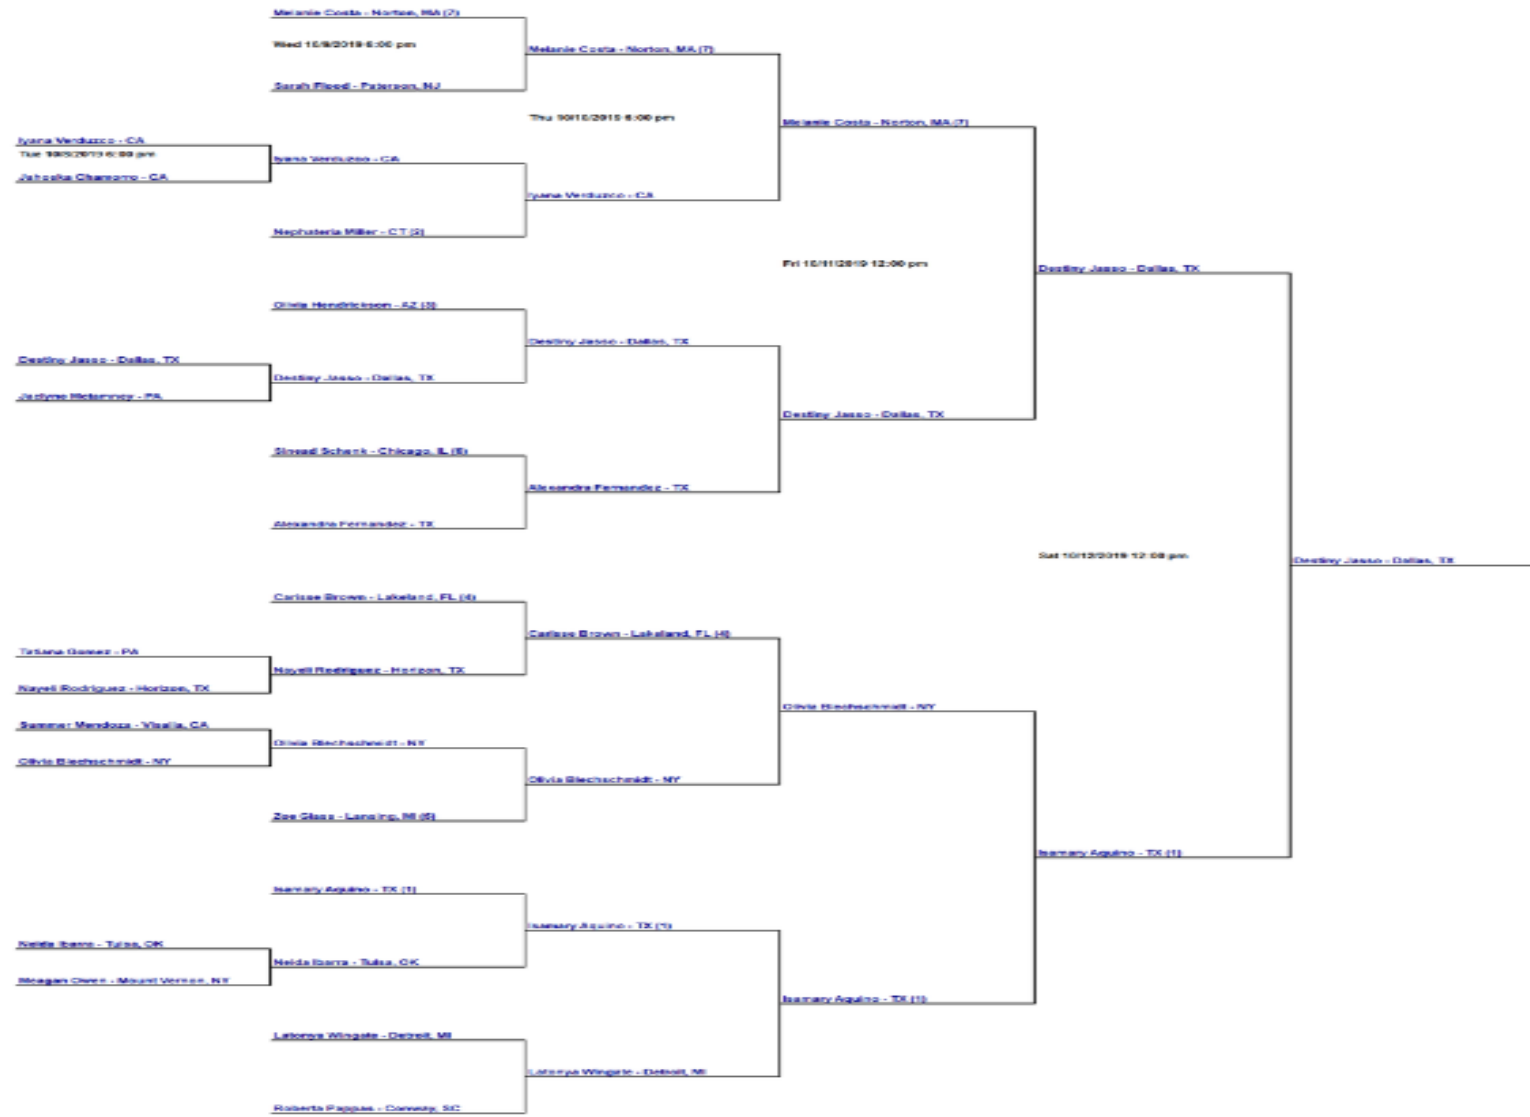 Melanie Costa - Norton, MA (7)
Wed 10/9/2019 6:00 pm
Melanie Costa - Norton, MA (7)
Sarah Flood - Paterson, NJ
Thu 10/10/2019 6:00 pm
Melanie Costa - Norton, MA (7)
Iyana Verduzco - CA
Tue 10/8/2019 6:00 pm
Iyana Verduzco - CA
Jahoska Chamorro - CA
Iyana Verduzco - CA
Nephateria Miller - CT (2)
Fri 10/11/2019 12:00 pm
Destiny Jasso - Dallas, TX
Olivia Hendrickson - AZ (3)
Destiny Jasso - Dallas, TX
Destiny Jasso - Dallas, TX
Destiny Jasso - Dallas, TX
- PA
Destiny Jasso - Dallas, TX
Sinead Schenk - Chicago, IL
Alexandra Fernandez - TX
Alexandra Fernandez - TX
Sat 10/12/2019 12:00 pm
Destiny Jasso - Dallas, TX
Carisse Brown - Lakeland, FL (4)
Carisse Brown - Lakeland, FL (4)
Tatiana Gomez - PA
Nayeli Rodriguez - Horizon, TX
Nayeli Rodriguez - Horizon, TX
Olivia Blechschmidt - NY
Summer Mendoza - Visalia, CA
Olivia Blechschmidt - NY
Olivia Blechschmidt - NY
Olivia Blechschmidt - NY
Zoe Glass - Lansing, MI
Isamary Aquino - TX (1)
Isamary Aquino - TX (1)
Isamary Aquino - TX (1)
Neida Ibarra - Tulsa, OK
Neida Ibarra - Tulsa, OK
Meagan Owen - Mount Vernon, NY
Isamary Aquino - TX (1)
Latonya Wingate - Detroit, MI
Latonya Wingate - Detroit, MI
Roberta Pappas - Conway, SC